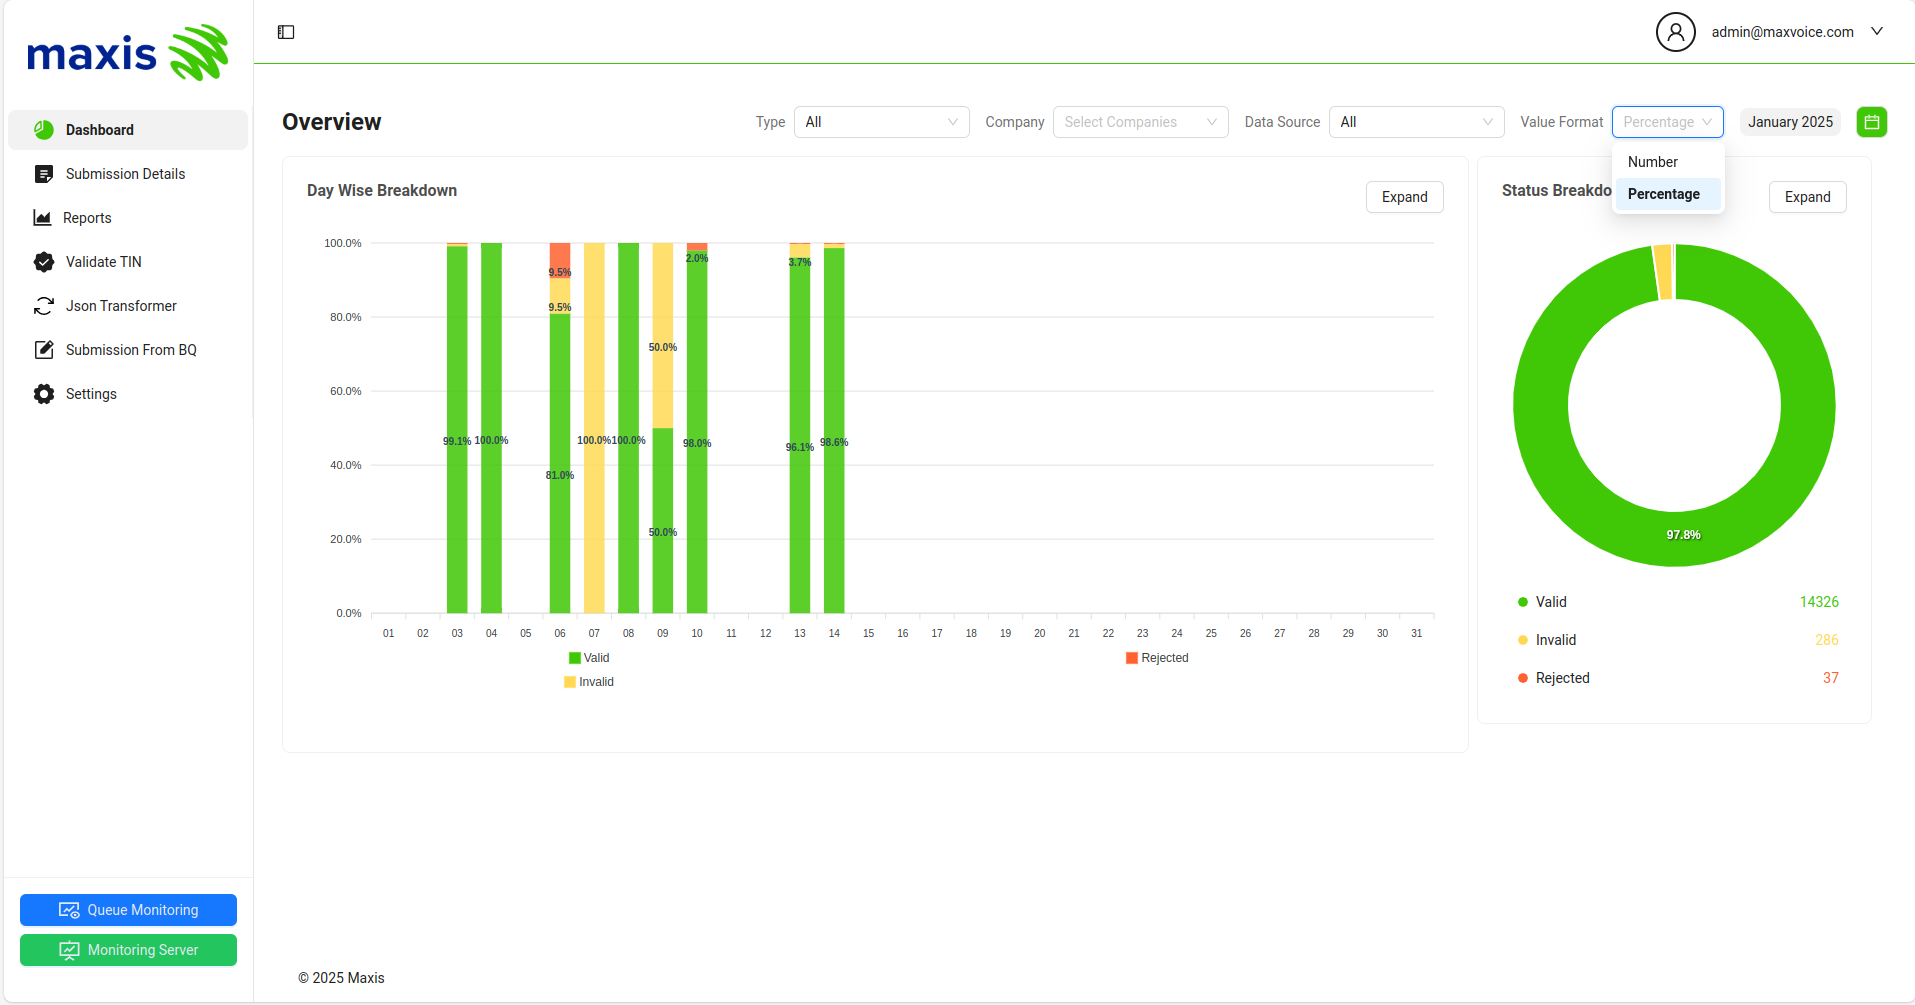 maxis
admin@maxvoice.com
Dashboard
Submission Details
Reports
Validate TIN
Json Transformer
Submission From BQ
Settings
Queue Monitoring
Monitoring Server
Overview
Type All Company Select Companies Data Source All Value Format Percentage January 2025
Number
Percentage
Day Wise Breakdown
Expand
100.0%
80.0%
60.0%
40.0%
20.0%
0.0%
9.5%
2.0%
3.7%
9.5%
50.0%
99.1% 100.0% 100.0% 100.0% 98.0% 96.1% 98.6%
81.0%
50.0%
01 02 03 04 05 06 07 08 09 10 11 12 13 14 15 16 17 18 19 20 21 22 23 24 25 26 27 28 29 30 31
Valid Rejected
Invalid
Status Breakdo
Expand
97.8%
Valid 14326
Invalid 286
Rejected 37
© 2025 Maxis